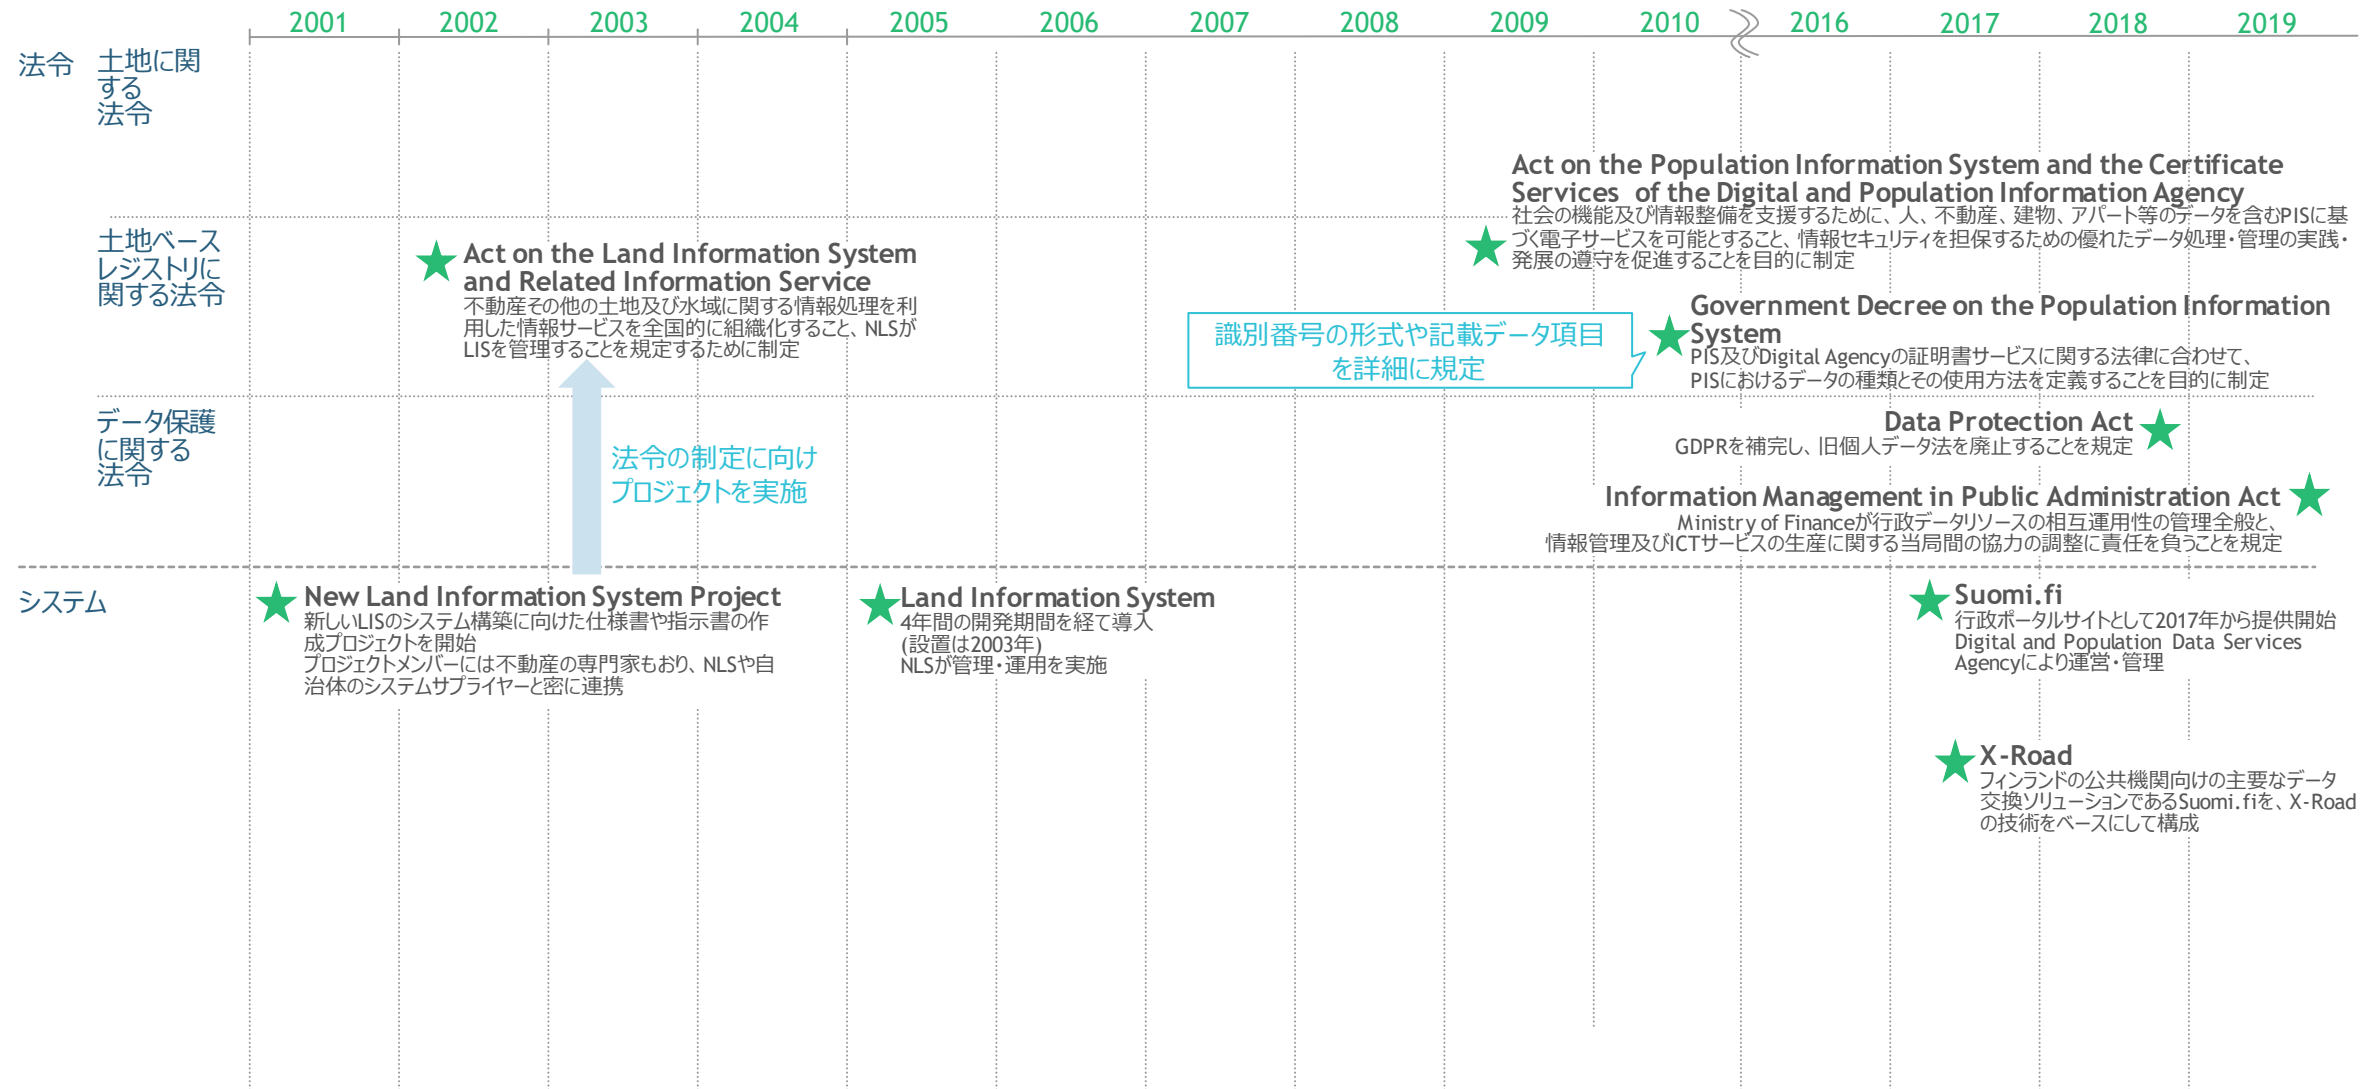 2001 2002 2003 2004 2005 2006 2007 2008 2009 2010 2016 2017 2018 2019
法令
土地に関
する
法令
土地ベース
レジストリに
関する法令
Act on the Land Information System
and Related Information Service
不動産その他の土地及び水域に関する情報処理を利
用した情報サービスを全国的に組織化すること、NLSが
LISを管理することを規定するために制定
Act on the Population Information System and the Certificate
Services of the Digital and Population Information Agency
社会の機能及び情報整備を支援するために、人、不動産、建物、アパート等のデータを含むPISに基
づく電子サービスを可能とすること、情報セキュリティを担保するための優れたデータ処理・管理の実践・
発展の遵守を促進することを目的に制定
識別番号の形式や記載データ項目
を詳細に規定
Government Decree on the Population Information
System
PIS及びDigital Agencyの証明書サービスに関する法律に合わせて、
PISにおけるデータの種類とその使用方法を定義することを目的に制定
データ保護
に関する
法令
法令の制定に向け
プロジェクトを実施
Data Protection Act
GDPRを補完し、旧個人データ法を廃止することを規定
Information Management in Public Administration Act
Ministry of Financeが行政データリソースの相互運用性の管理全般と、
情報管理及びICTサービスの生産に関する当局間の協力の調整に責任を負うことを規定
システム
New Land Information System Project
新しいLISのシステム構築に向けた仕様書や指示書の作
成プロジェクトを開始
プロジェクトメンバーには不動産の専門家もおり、NLSや自
治体のシステムサプライヤーと密に連携
Land Information System
4年間の開発期間を経て導入
(設置は2003年)
NLSが管理・運用を実施
Suomi.fi
行政ポータルサイトとして2017年から提供開始
Digital and Population Data Services
Agencyにより運営・管理
X-Road
フィンランドの公共機関向けの主要なデータ
交換ソリューションであるSuomi.fiを、X-Road
の技術をベースにして構成